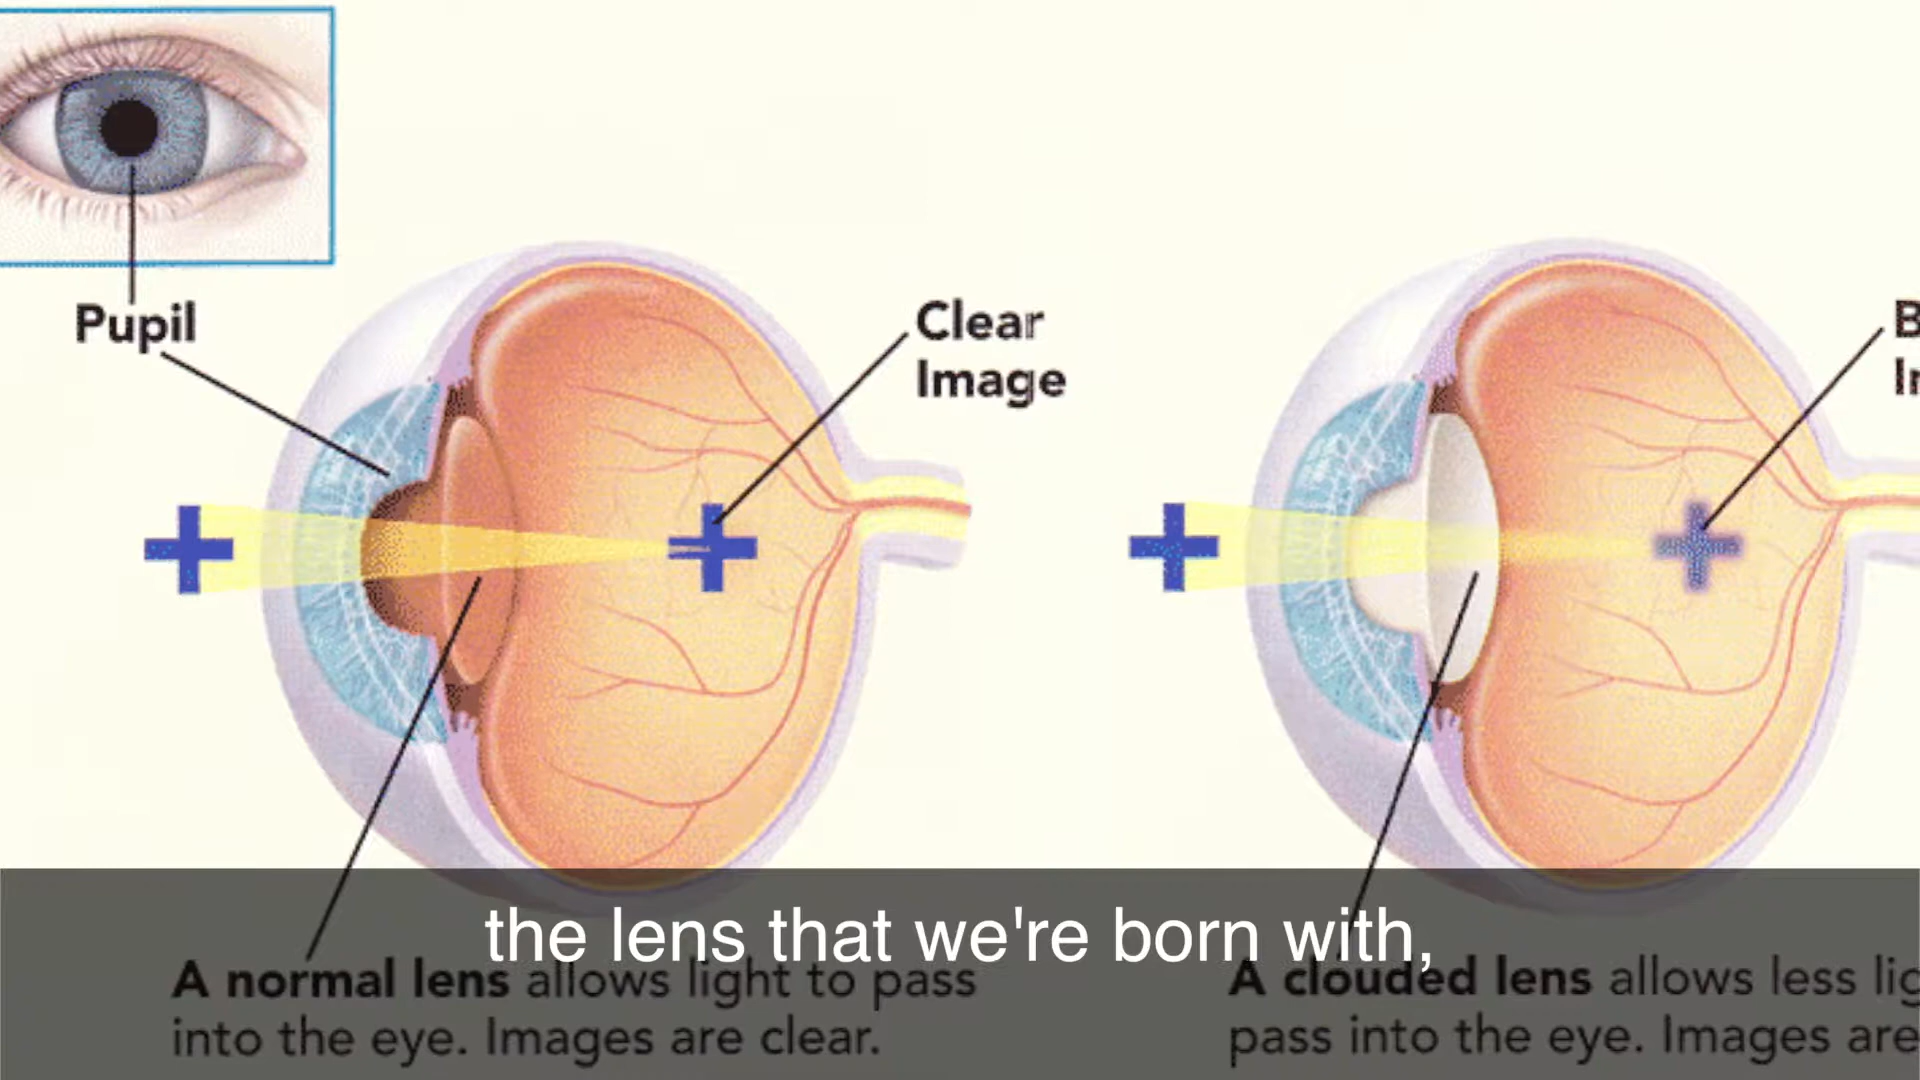 Pupil
Clear
Image
the lens that we're born with,
A normal lens allows light to pass
into the eye. Images are clear.
A clouded lens allows less
pass into the eye. Images are